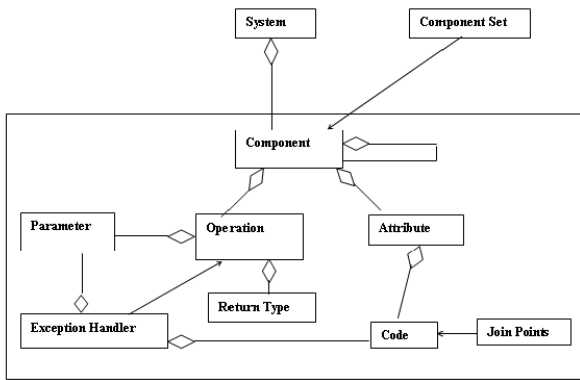 System
Component Set
Component
Parameter
Operation
Attribute
Return Type
Exception Handler
Code
Join Points